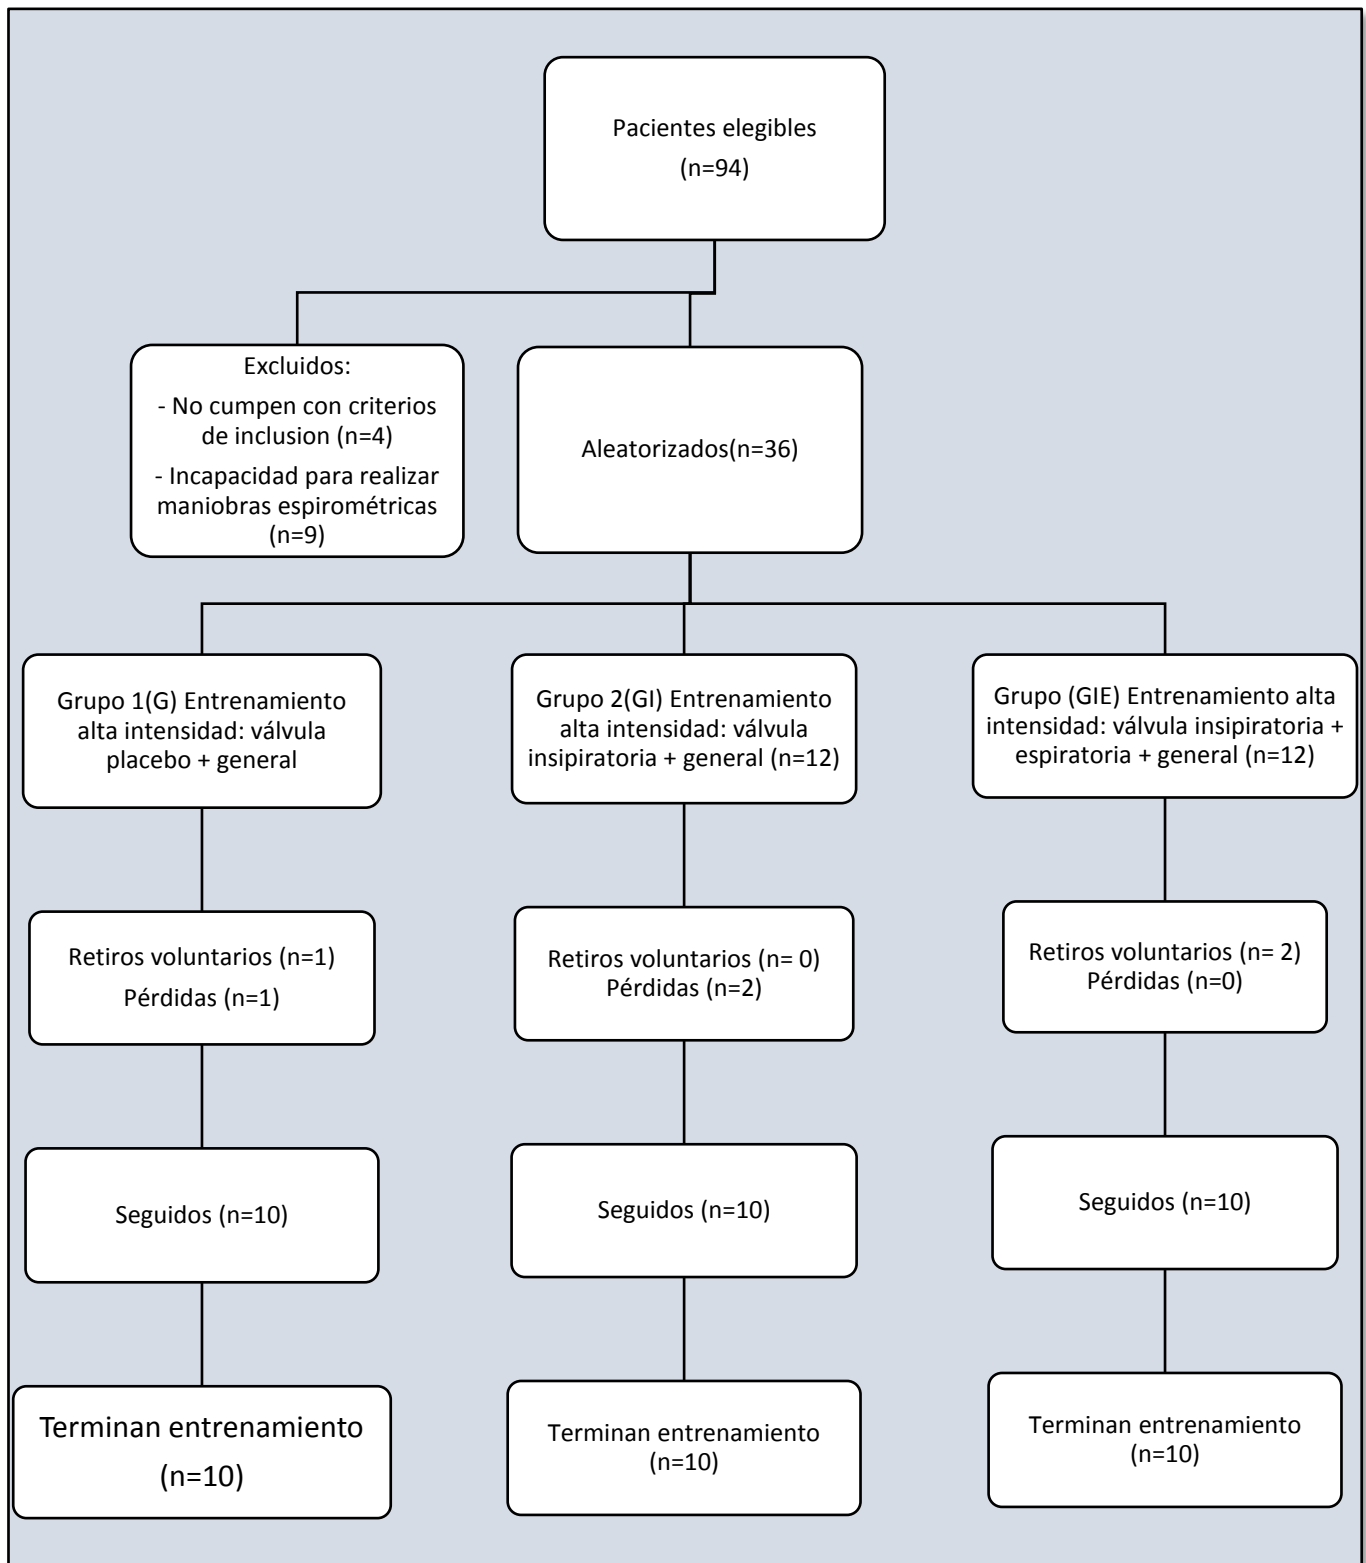 Pacientes elegibles
(n=94)
Excluidos:
- No cumpen con criterios
de inclusion (n=4)
- Incapacidad para realizar
maniobras espirométricas
(n=9)
Aleatorizados(n=36)
Grupo 1(G) Entrenamiento
alta intensidad: válvula
placebo + general
Grupo 2(GI) Entrenamiento
alta intensidad: válvula
insipiratoria + general (n=12)
Grupo (GIE) Entrenamiento alta
intensidad: válvula insipiratoria +
espiratoria + general (n=12)
Retiros voluntarios (n=1)
Pérdidas (n=1)
Retiros voluntarios (n= 0)
Pérdidas (n=2)
Retiros voluntarios (n= 2)
Pérdidas (n=0)
Seguidos (n=10)
Seguidos (n=10)
Seguidos (n=10)
Terminan entrenamiento
(n=10)
Terminan entrenamiento
(n=10)
Terminan entrenamiento
(n=10)